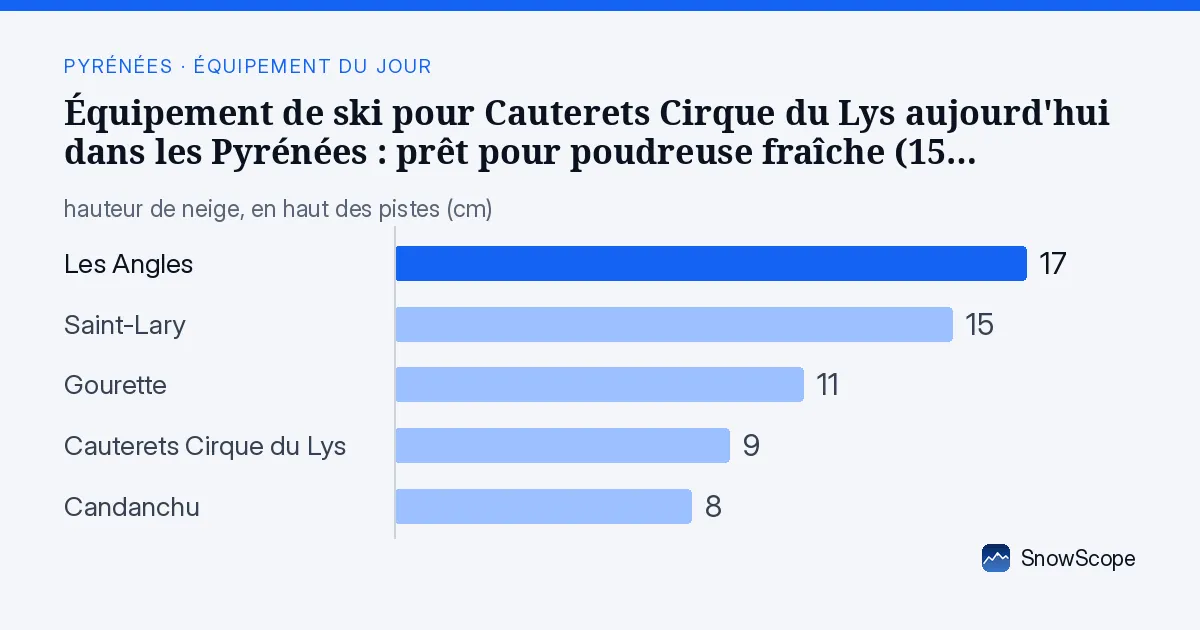 PYRÉNÉES · ÉQUIPEMENT DU JOUR
Équipement de ski pour Cauterets Cirque du Lys aujourd'hui
dans les Pyrénées : prêt pour poudreuse fraîche (15...
hauteur de neige, en haut des pistes (cm)
Les Angles 17
Saint-Lary 15
Gourette 11
Cauterets Cirque du Lys 9
Candanchu 8
SnowScope